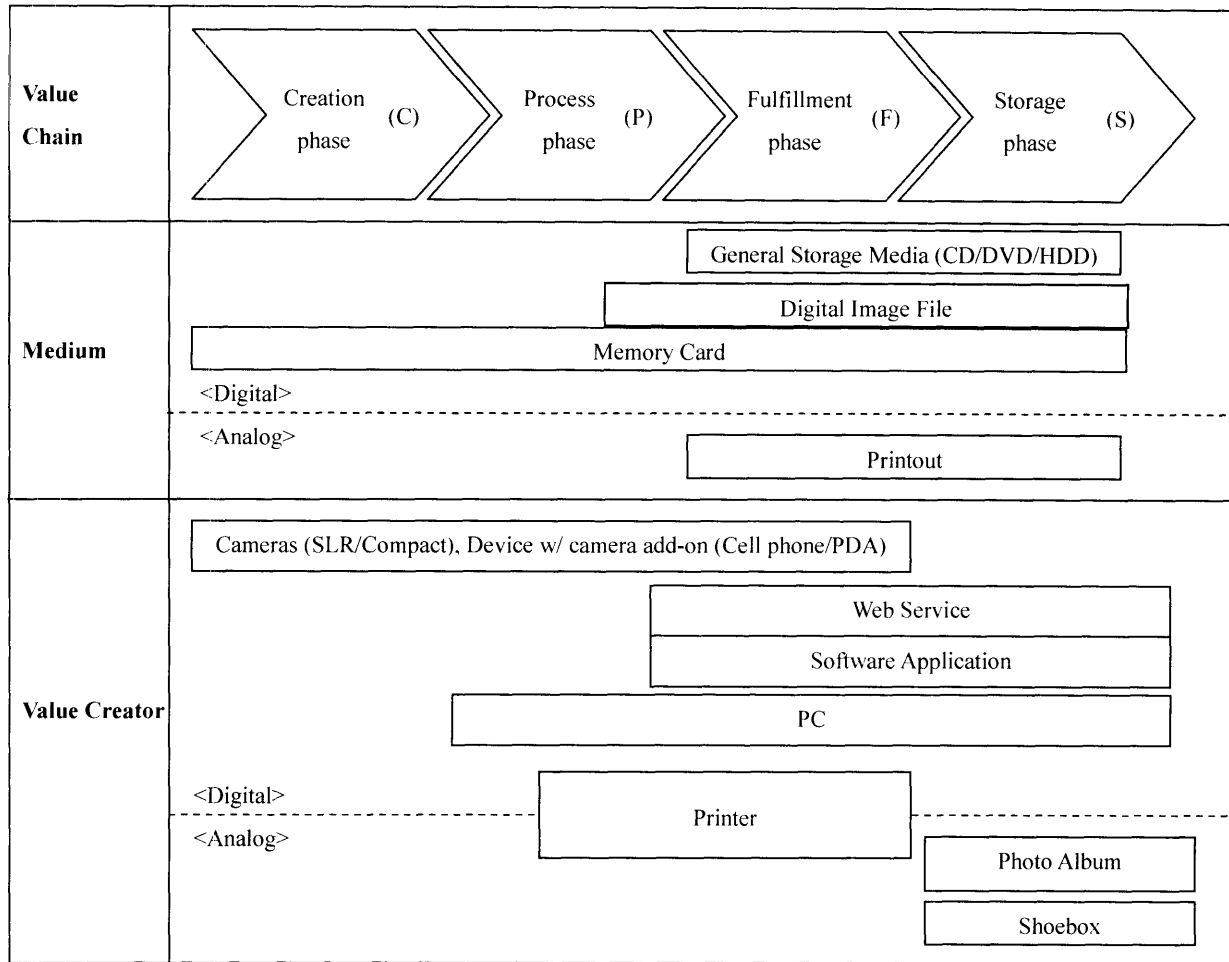 Value
Chain
Creation
phase
(C)
Process
phase
(P)
Fulfillment
phase
(F)
Storage
phase
(S)
Medium
General Storage Media (CD/DVD/HDD)
Digital Image File
Memory Card
<Digital>
<Analog>
Printout
Value Creator
Cameras (SLR/Compact), Device w/ camera add-on (Cell phone/PDA)
Web Service
Software Application
PC
<Digital>
Printer
<Analog>
Photo Album
Shoebox